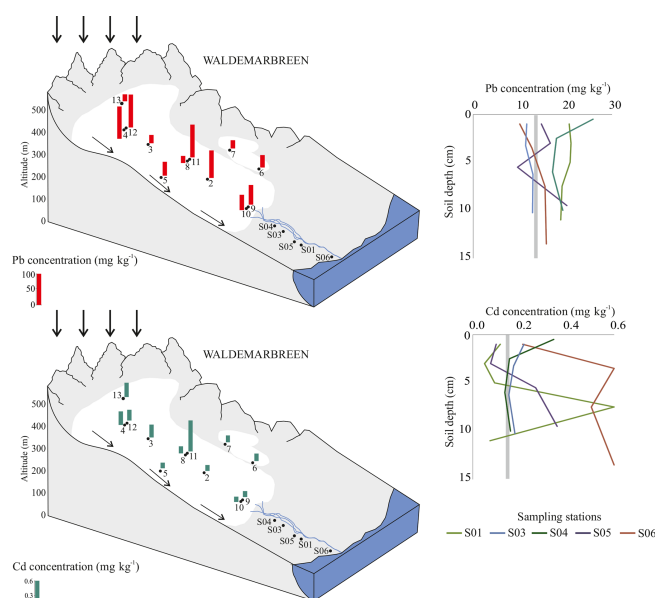 WALDEMARBREEN
Altitude (m)
500
400
300
200
100
0
13
4
12
3
5
8
11
2
7
6
9
10
S04
S03
S05
S01
S06
Pb concentration (mg kg⁻¹)
100
50
0
Pb concentration (mg kg⁻¹)
0 10 20 30
Soil depth (cm)
0
5
10
15
WALDEMARBREEN
Altitude (m)
500
400
300
200
100
0
13
4
12
3
5
8
11
2
7
6
9
10
S04
S03
S05
S01
S06
Cd concentration (mg kg⁻¹)
0.6
0.3
Cd concentration (mg kg⁻¹)
0.0 0.2 0.4 0.6
Soil depth (cm)
0
5
10
15
Sampling stations
S01 S03 S04 S05 S06